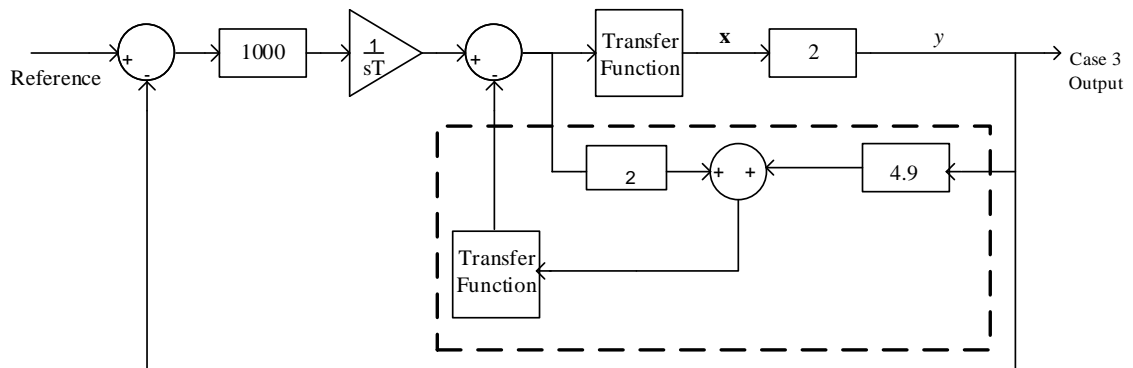 Reference
+
-
1000
1
sT
+
-
Transfer
Function
x
2
y
Case 3
Output
2
+ +
4.9
Transfer
Function